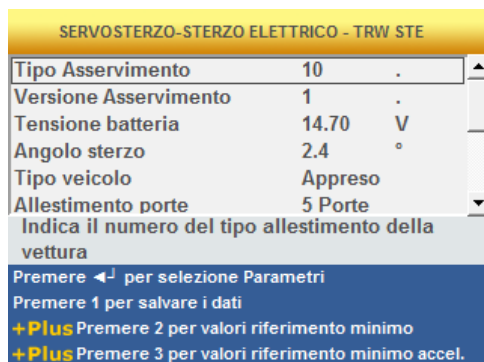 SERVOSTERZO-STERZO ELETTRICO - TRW STE
Tipo Asservimento 10 .
Versione Asservimento 1 .
Tensione batteria 14.70 V
Angolo sterzo 2.4 °
Tipo veicolo Appreso
Allestimento porte 5 Porte
Indica il numero del tipo allestimento della
vettura
Premere ◄┘ per selezione Parametri
Premere 1 per salvare i dati
+Plus Premere 2 per valori riferimento minimo
+Plus Premere 3 per valori riferimento minimo accel.